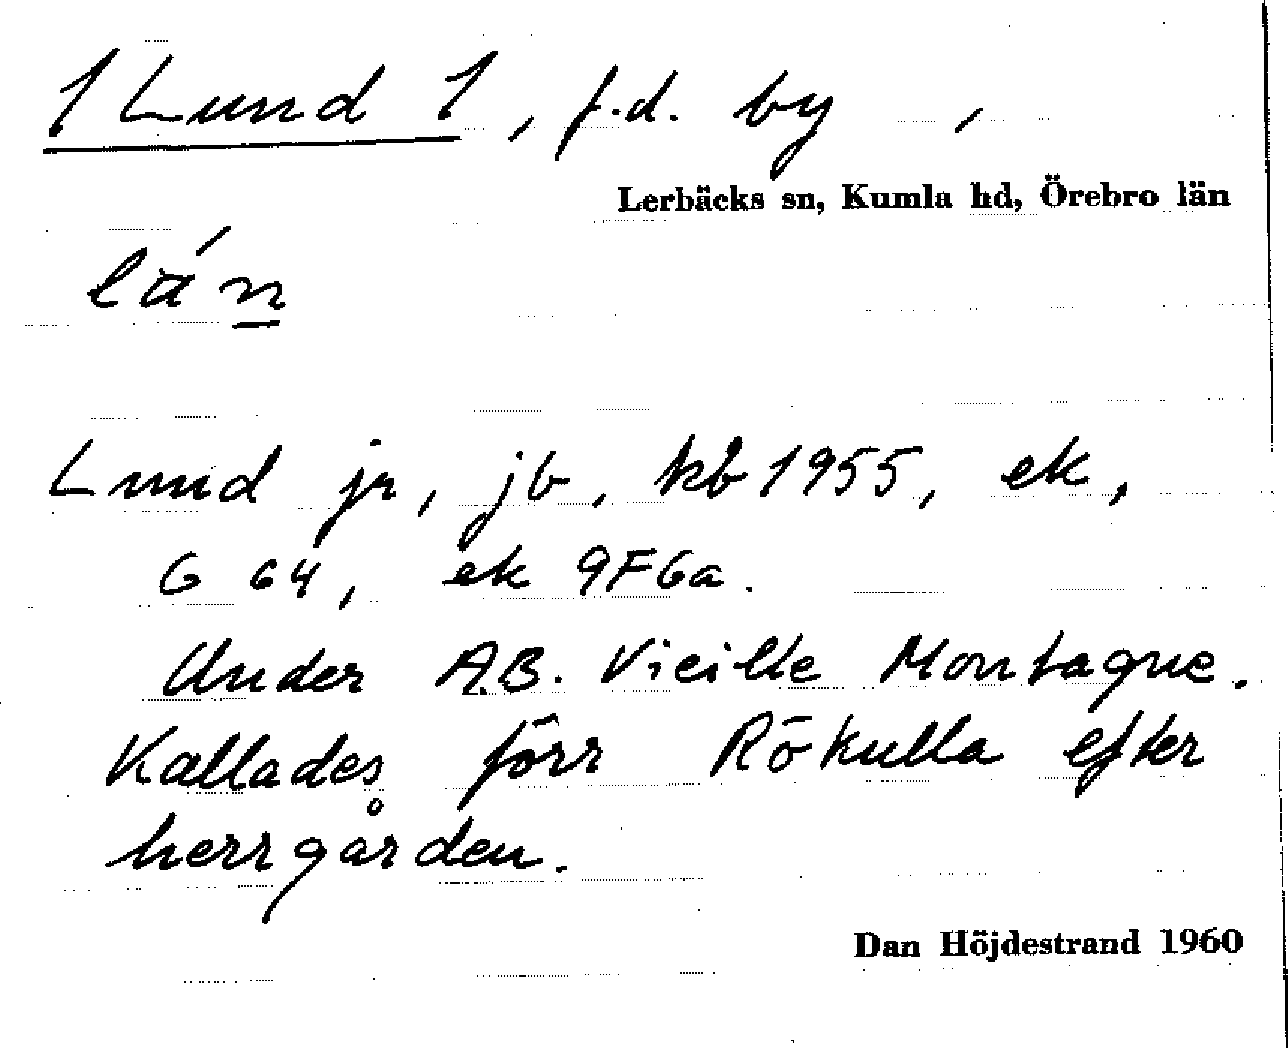 1 Lund 1, f.d. by ,
Lerbäcks sn, Kumla hd, Örebro län
lán
Lund jr, jb, kb 1955, ek,
G 64, ek 9F6a.
Under A.B. Vieille Montagne.
Kallades förr Rökulla efter
herrgården.
Dan Höjdestrand 1960